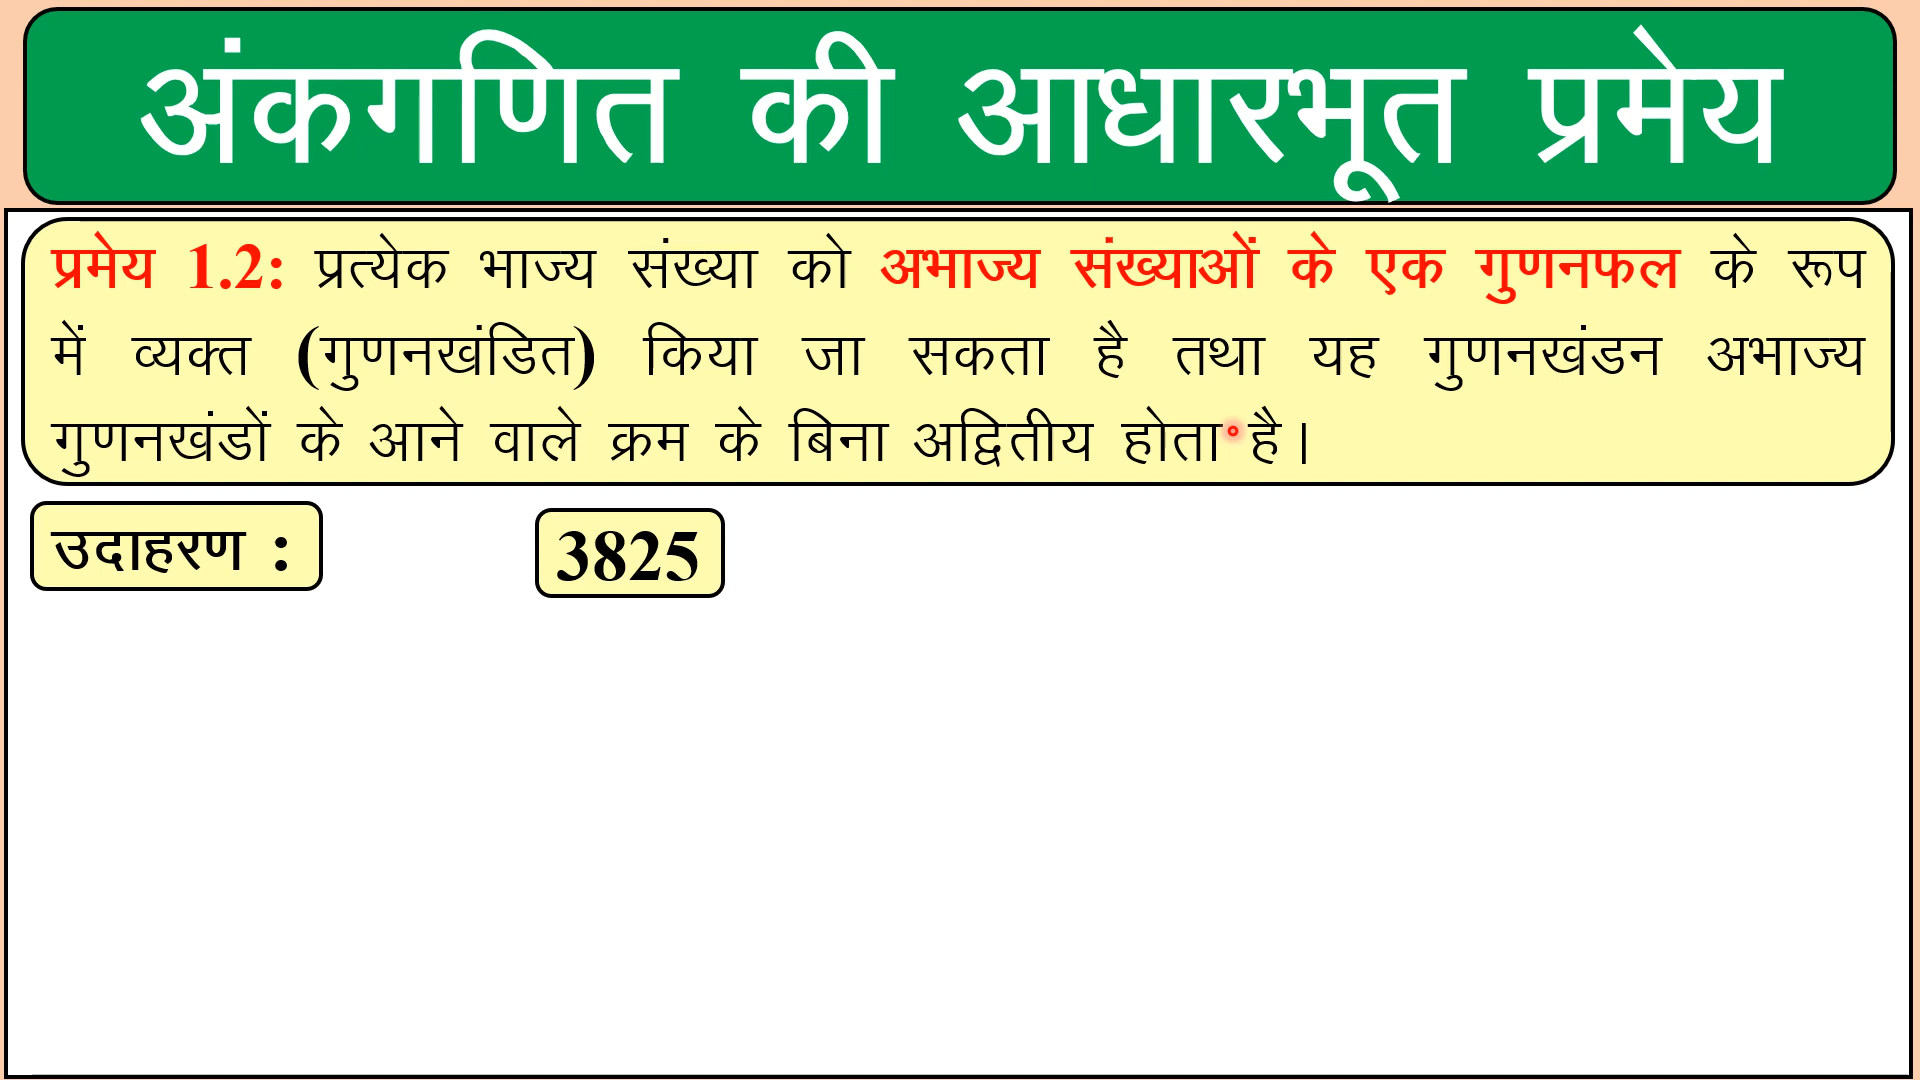 अंकगणित की आधारभूत प्रमेय
प्रमेय 1.2: प्रत्येक भाज्य संख्या को अभाज्य संख्याओं के एक गुणनफल के रूप
में व्यक्त (गुणनखंडित) किया जा सकता है तथा यह गुणनखंडन अभाज्य
गुणनखंडों के आने वाले क्रम के बिना अद्वितीय होता है।
उदाहरण :
3825